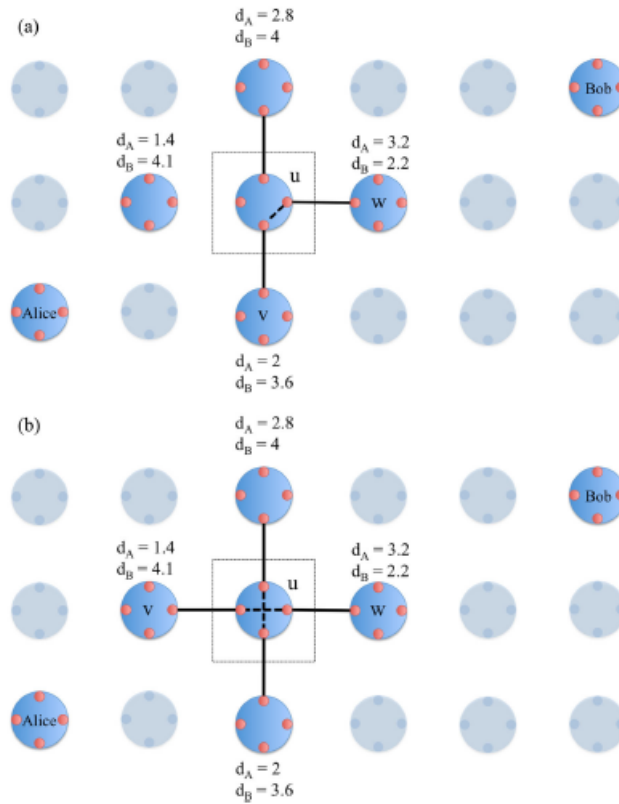 (a)
d_A = 2.8
d_B = 4
Bob
d_A = 1.4
d_B = 4.1
u
d_A = 3.2
d_B = 2.2
W
Alice
V
d_A = 2
d_B = 3.6
(b)
d_A = 2.8
d_B = 4
Bob
d_A = 1.4
d_B = 4.1
u
d_A = 3.2
d_B = 2.2
V
W
Alice
d_A = 2
d_B = 3.6